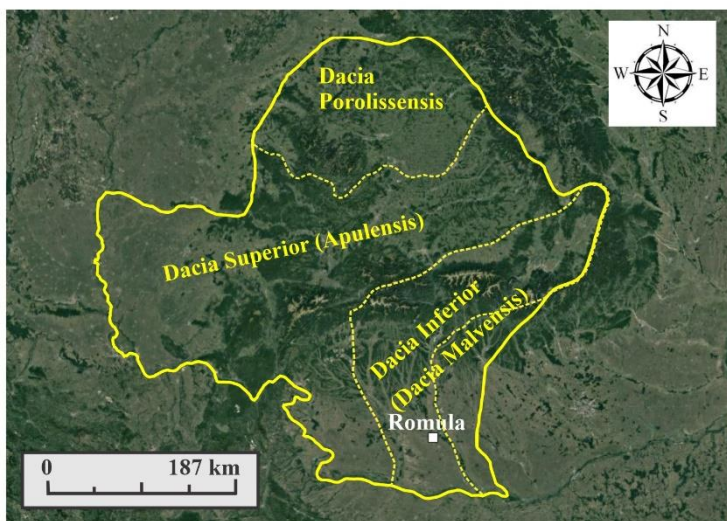 Dacia
Porolissensis
N
W E
S
Dacia Superior (Apulensis)
Dacia Inferior
(Dacia Malvensis)
Romula
0 187 km